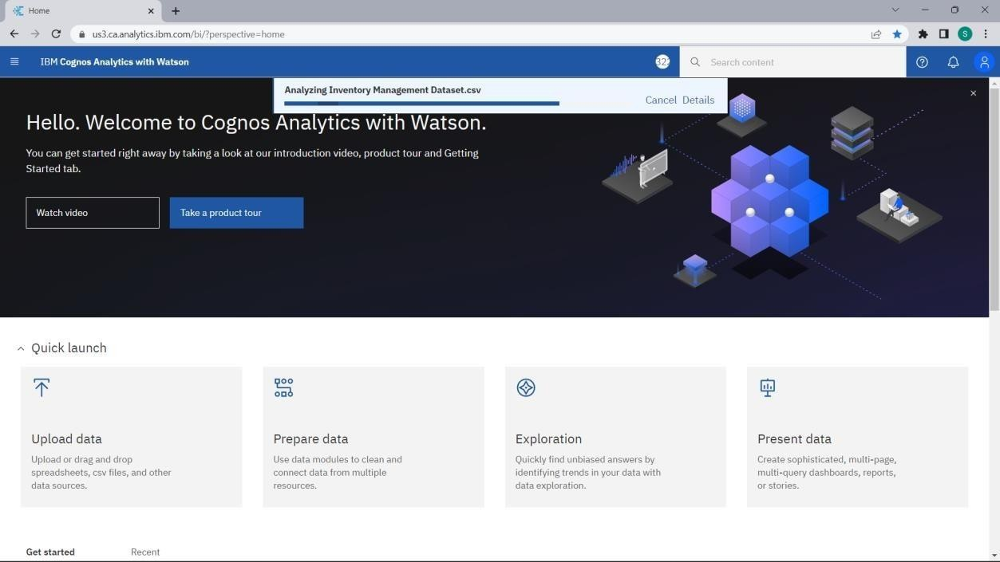 Home
us3.ca.analytics.ibm.com/bi/?perspective=home
S
IBM Cognos Analytics with Watson
Search content
Analyzing Inventory Management Dataset.csv
Cancel Details
Hello. Welcome to Cognos Analytics with Watson.
You can get started right away by taking a look at our introduction video, product tour and Getting
Started tab.
Watch video
Take a product tour
Quick launch
Upload data
Upload or drag and drop
spreadsheets, csv files, and other
data sources.
Prepare data
Use data modules to clean and
connect data from multiple
resources.
Exploration
Quickly find unbiased answers by
identifying trends in your data with
data exploration.
Present data
Create sophisticated, multi-page,
multi-query dashboards, reports,
or stories.
Get started
Recent